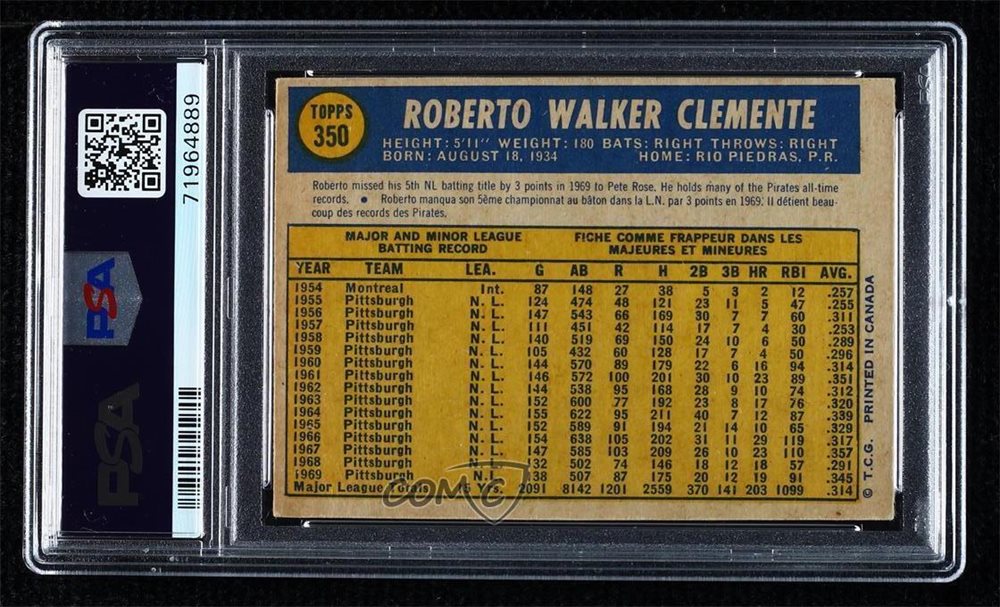 71964889
PSA
PSA
TOPPS
350
ROBERTO WALKER CLEMENTE
HEIGHT: 5'11" WEIGHT: 180 BATS: RIGHT THROWS: RIGHT
BORN: AUGUST 18, 1934 HOME: RIO PIEDRAS, P.R.
Roberto missed his 5th NL batting title by 3 points in 1969 to Pete Rose. He holds many of the Pirates all-time
records. ● Roberto manqua son 5ème championnat au bâton dans la L.N. par 3 points en 1969. Il détient beau-
coup des records des Pirates.
MAJOR AND MINOR LEAGUE
BATTING RECORD
FICHE COMME FRAPPEUR DANS LES
MAJEURES ET MINEURES
YEAR TEAM LEA. G AB R H 2B 3B HR RBI AVG.
1954 Montreal Int. 87 148 27 38 5 3 2 12 .257
1955 Pittsburgh N. L. 124 474 48 121 23 11 5 47 .255
1956 Pittsburgh N. L. 147 543 66 169 30 7 7 60 .311
1957 Pittsburgh N. L. 111 451 42 114 17 7 4 30 .253
1958 Pittsburgh N. L. 140 519 69 150 24 10 6 50 .289
1959 Pittsburgh N. L. 105 432 60 128 17 7 4 50 .296
1960 Pittsburgh N. L. 144 570 89 179 22 6 16 94 .314
1961 Pittsburgh N. L. 146 572 100 201 30 10 23 89 .351
1962 Pittsburgh N. L. 144 538 95 168 28 9 10 74 .312
1963 Pittsburgh N. L. 152 600 77 192 23 8 17 76 .320
1964 Pittsburgh N. L. 155 622 95 211 40 7 12 87 .339
1965 Pittsburgh N. L. 152 589 91 194 21 14 10 65 .329
1966 Pittsburgh N. L. 154 638 105 202 31 11 29 119 .317
1967 Pittsburgh N. L. 147 585 103 209 26 10 23 110 .357
1968 Pittsburgh N. L. 132 502 74 146 18 12 18 57 .291
1969 Pittsburgh N. L. 138 507 87 175 20 12 19 91 .345
Major League Totals 15 Yrs. 2091 8142 1201 2559 370 141 203 1099 .314
© T.C.G. PRINTED IN CANADA
COMC